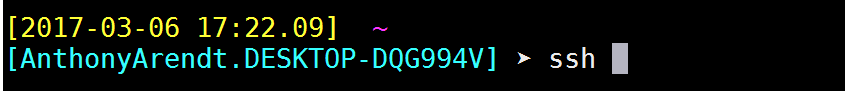 [2017-03-06 17:22.09]  ~
[AnthonyArendt.DESKTOP-DQG994V] ➤ ssh